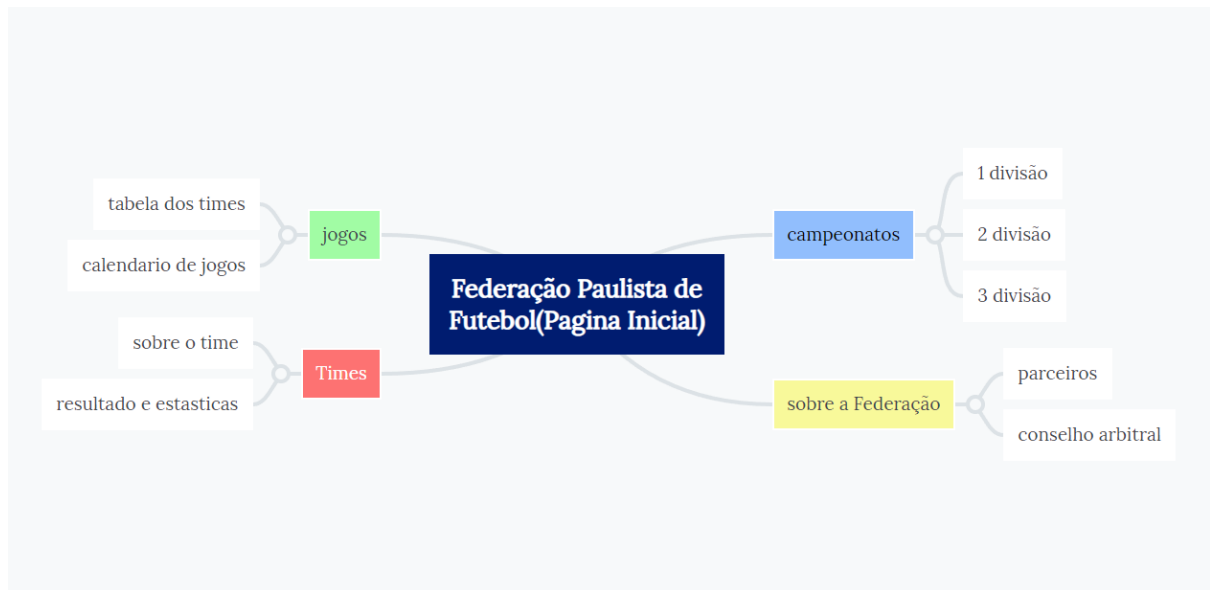 Federação Paulista de
Futebol(Pagina Inicial)
jogos
tabela dos times
calendario de jogos
Times
sobre o time
resultado e estasticas
campeonatos
1 divisão
2 divisão
3 divisão
sobre a Federação
parceiros
conselho arbitral